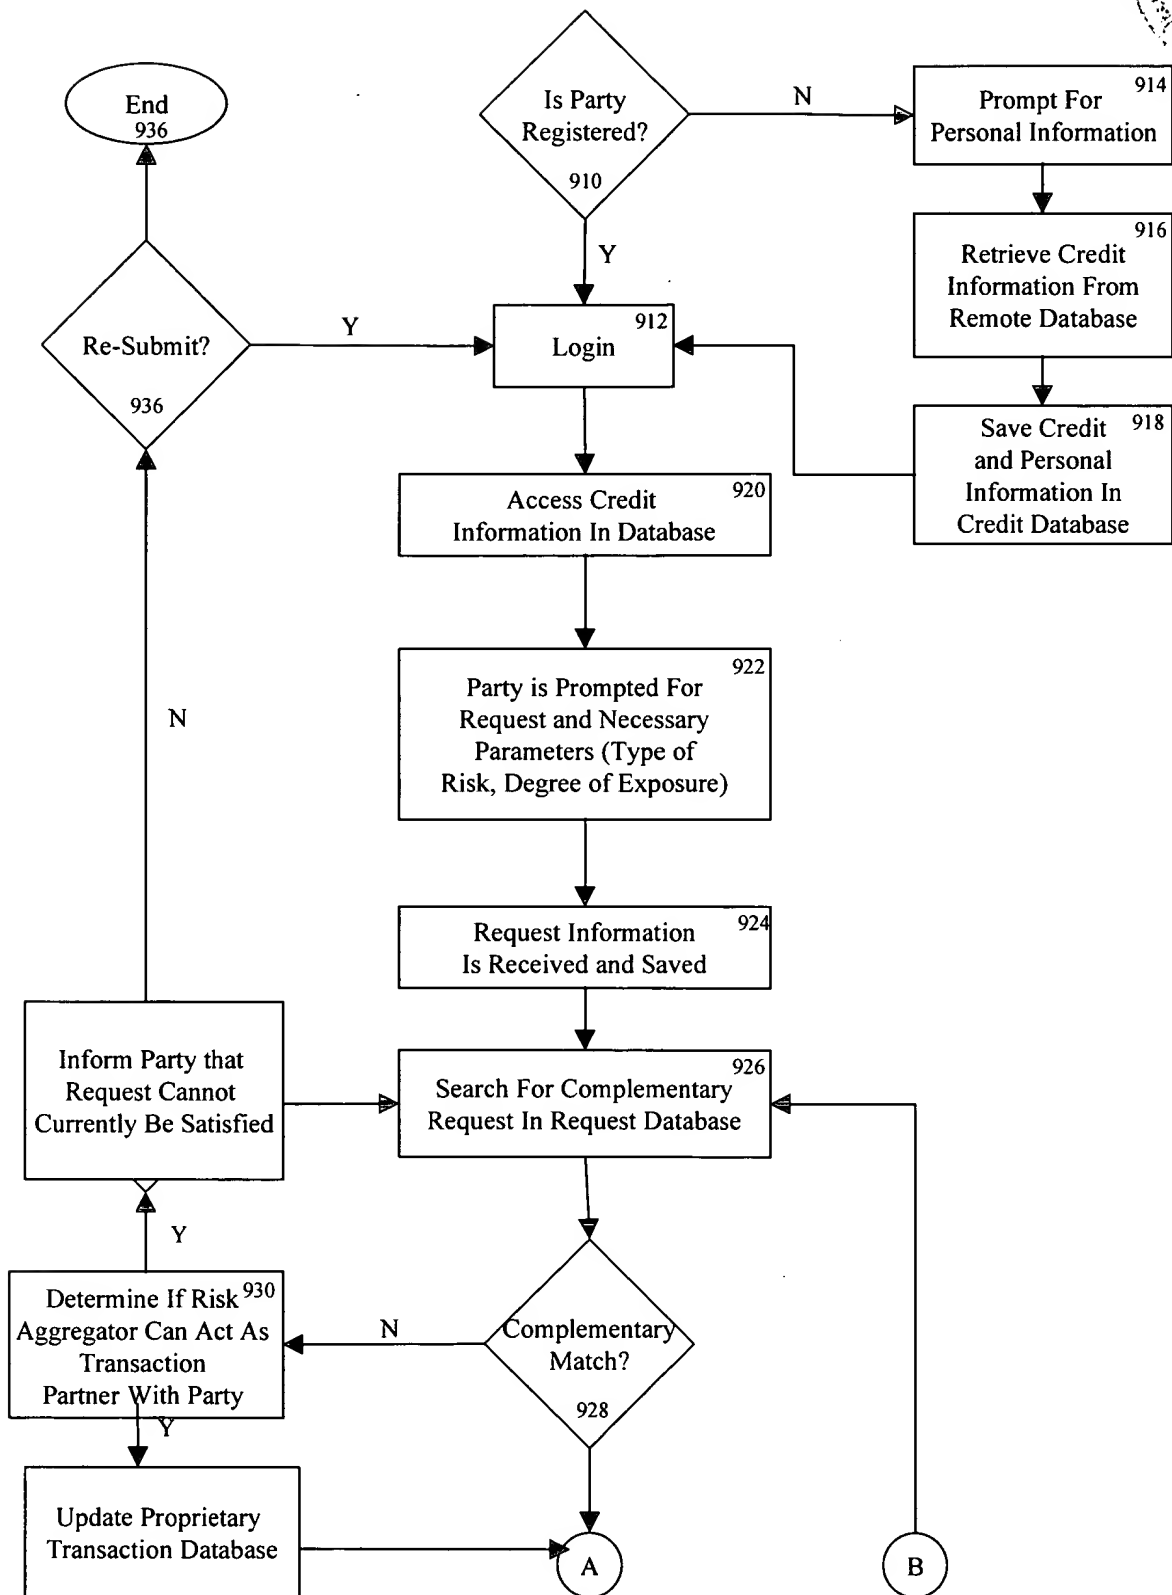 End
936
Is Party
Registered?
910
N
914
Prompt For
Personal Information
916
Retrieve Credit
Information From
Remote Database
918
Save Credit
and Personal
Information In
Credit Database
Y
Re-Submit?
936
Y
912
Login
920
Access Credit
Information In Database
922
Party is Prompted For
Request and Necessary
Parameters (Type of
Risk, Degree of Exposure)
N
924
Request Information
Is Received and Saved
Inform Party that
Request Cannot
Currently Be Satisfied
926
Search For Complementary
Request In Request Database
Y
930
Determine If Risk
Aggregator Can Act As
Transaction
Partner With Party
N
Complementary
Match?
928
Y
Update Proprietary
Transaction Database
A
B